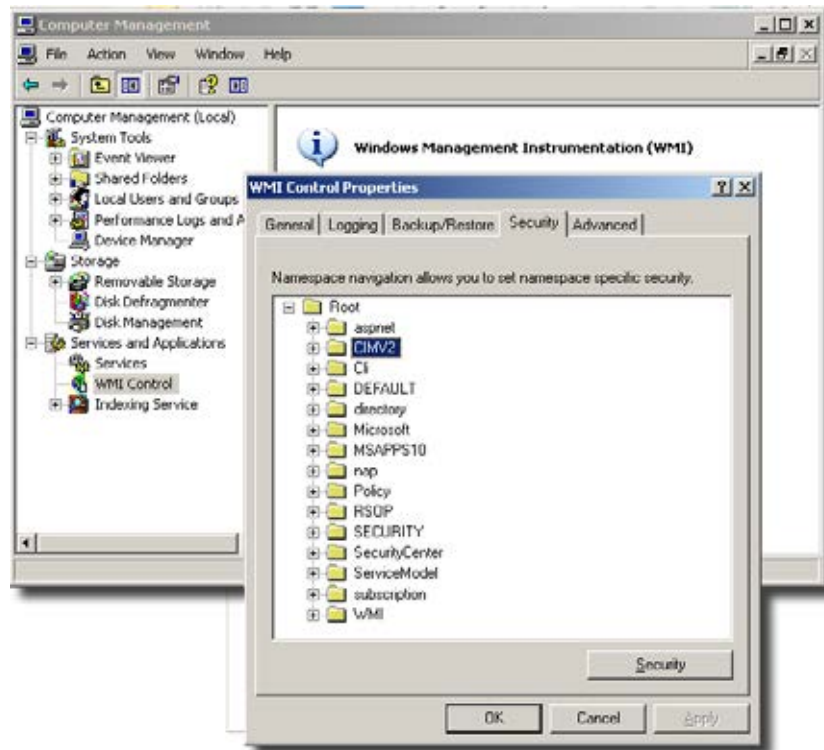 Computer Management
File Action View Window Help
Computer Management (Local)
System Tools
Event Viewer
Shared Folders
Local Users and Groups
Performance Logs and A
Device Manager
Storage
Removable Storage
Disk Defragmenter
Disk Management
Services and Applications
Services
WMI Control
Indexing Service
Windows Management Instrumentation (WMI)
WMI Control Properties
General Logging Backup/Restore Security Advanced
Namespace navigation allows you to set namespace specific security.
Root
aspnet
CIMV2
Cli
DEFAULT
directory
Microsoft
MSAPPS10
nap
Policy
RSOP
SECURITY
SecurityCenter
ServiceModel
subscription
WMI
Security
OK Cancel Apply